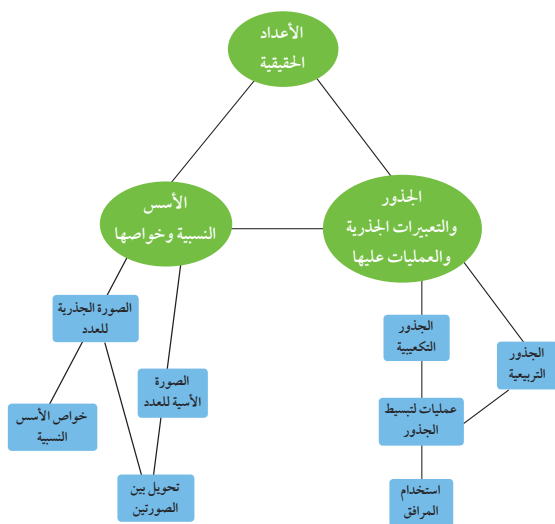 الأعداد
الحقيقية
الجذور
والتعبيرات الجذرية
والعمليات عليها
الأسس
النسبية وخواصها
الجذور
التربيعية
الجذور
التكعيبية
عمليات لتبسيط
الجذور
استخدام
المرافق
الصورة الجذرية
للعدد
الصورة
الأسية للعدد
خواص الأسس
النسبية
تحويل بين
الصورتين